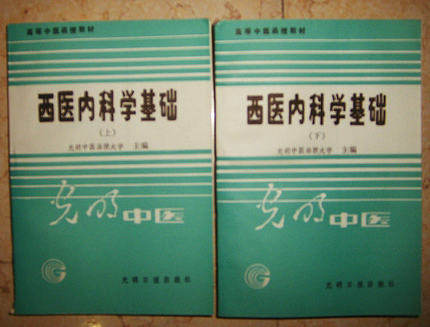 高等中医函授教材
西医内科学基础
(上)
光明中医函授大学 主编
光明中医
光明日报出版社
高等中医函授教材
西医内科学基础
(下)
光明中医函授大学 主编
光明中医
光明日报出版社